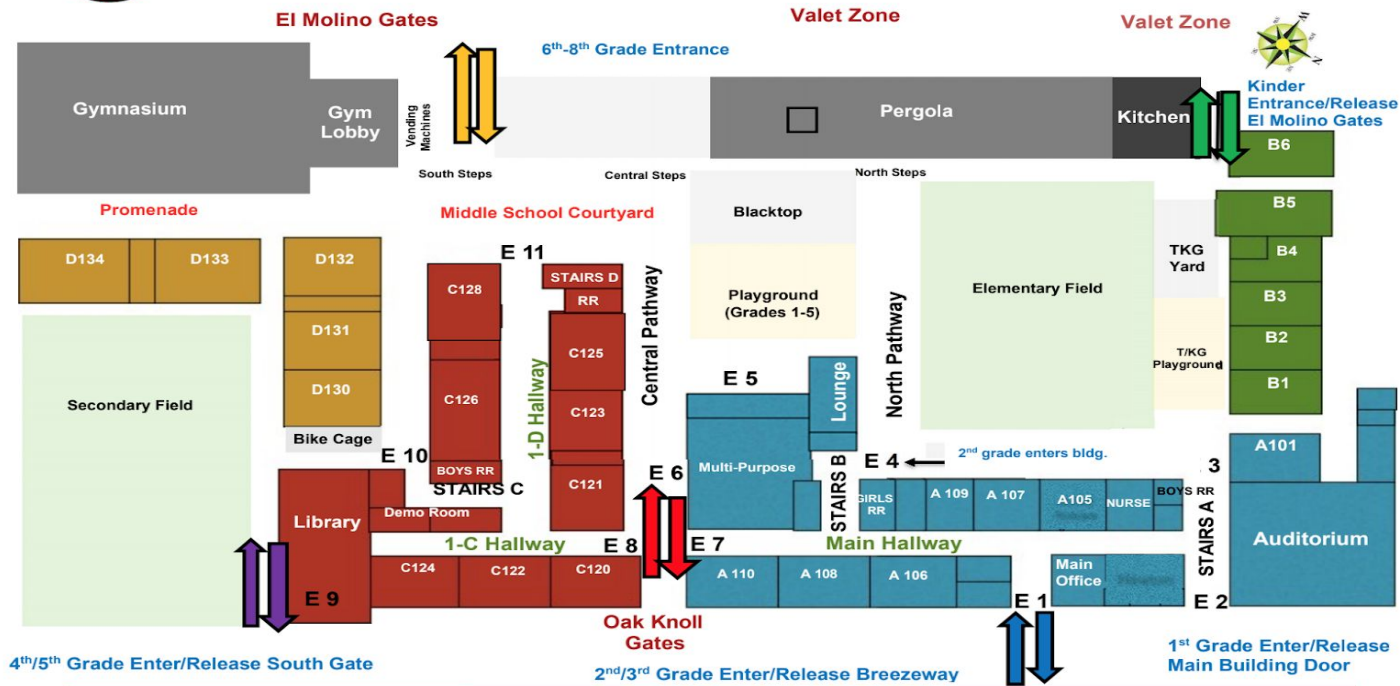 El Molino Gates
Valet Zone
Valet Zone
6th-8th Grade Entrance
W
N
Kinder
Entrance/Release
El Molino Gates
Gymnasium
Gym
Lobby
Vending
Machines
Pergola
Kitchen
B6
South Steps
Central Steps
North Steps
Promenade
Middle School Courtyard
Blacktop
B5
D134
D133
D132
E 11
C128
STAIRS D
RR
TKG
Yard
B4
Playground
(Grades 1-5)
Elementary Field
B3
D131
C125
Central Pathway
North Pathway
T/KG
Playground
B2
D130
C126
1-D Hallway
C123
E 5
Lounge
B1
Secondary Field
Bike Cage
E 10
BOYS RR
STAIRS C
C121
E 6
Multi-Purpose
STAIRS B
E 4
2nd grade enters bldg.
3
A101
GIRLS
RR
A 109
A 107
A105
NURSE
BOYS RR
STAIRS A
Library
Demo Room
1-C Hallway
E 8
E 7
Main Hallway
Auditorium
C124
C122
C120
A 110
A 108
A 106
Main
Office
E 9
E 1
E 2
Oak Knoll
Gates
4th/5th Grade Enter/Release South Gate
2nd/3rd Grade Enter/Release Breezeway
1st Grade Enter/Release
Main Building Door